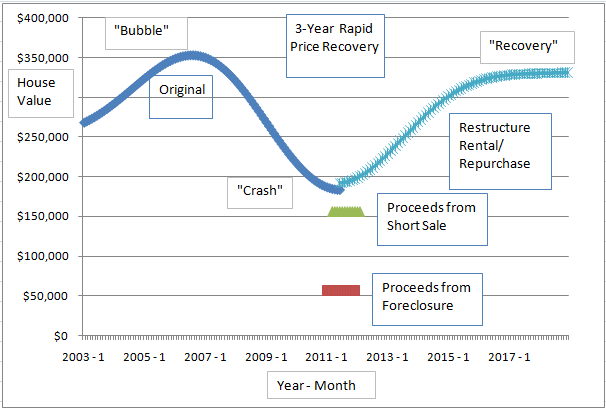 $400,000
$350,000
$250,000
$200,000
$150,000
$100,000
$50,000
$0
House
Value
"Bubble"
Original
3-Year Rapid
Price Recovery
"Recovery"
Restructure
Rental/
Repurchase
"Crash"
Proceeds from
Short Sale
Proceeds from
Foreclosure
2003-1
2005-1
2007-1
2009-1
2011-1
2013-1
2015-1
2017-1
Year - Month